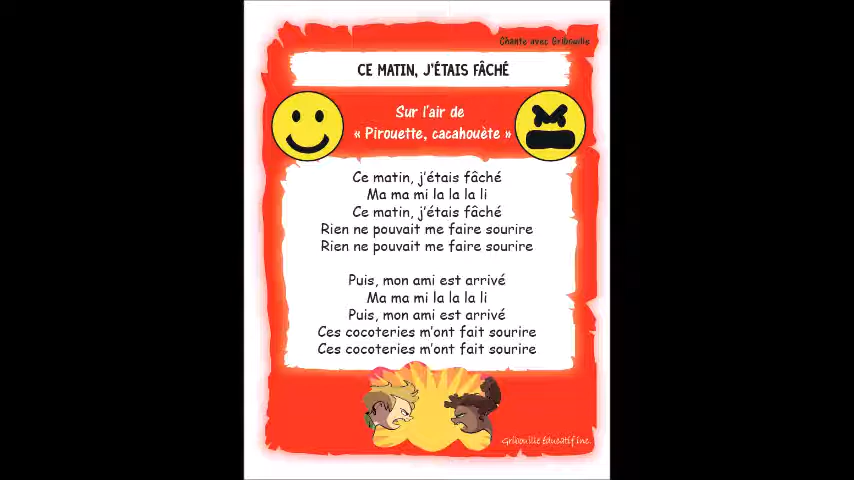 Chante avec Gribouille
CE MATIN, J'ÉTAIS FÂCHÉ
Sur l'air de
« Pirouette, cacahouète »
Ce matin, j'étais fâché
Ma ma mi la la la li
Ce matin, j'étais fâché
Rien ne pouvait me faire sourire
Rien ne pouvait me faire sourire
Puis, mon ami est arrivé
Ma ma mi la la la li
Puis, mon ami est arrivé
Ces cocoteries m'ont fait sourire
Ces cocoteries m'ont fait sourire
Gribouille Éducatif inc.